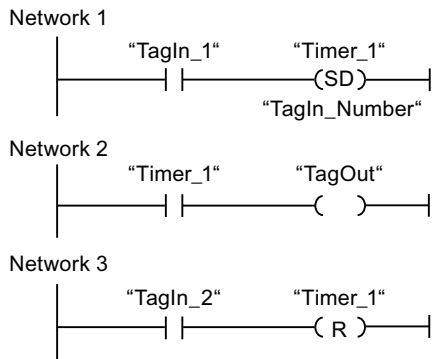 Network 1
“TagIn_1“ “Timer_1“
SD
“TagIn_Number“
Network 2
“Timer_1“ “TagOut“
Network 3
“TagIn_2“ “Timer_1“
R